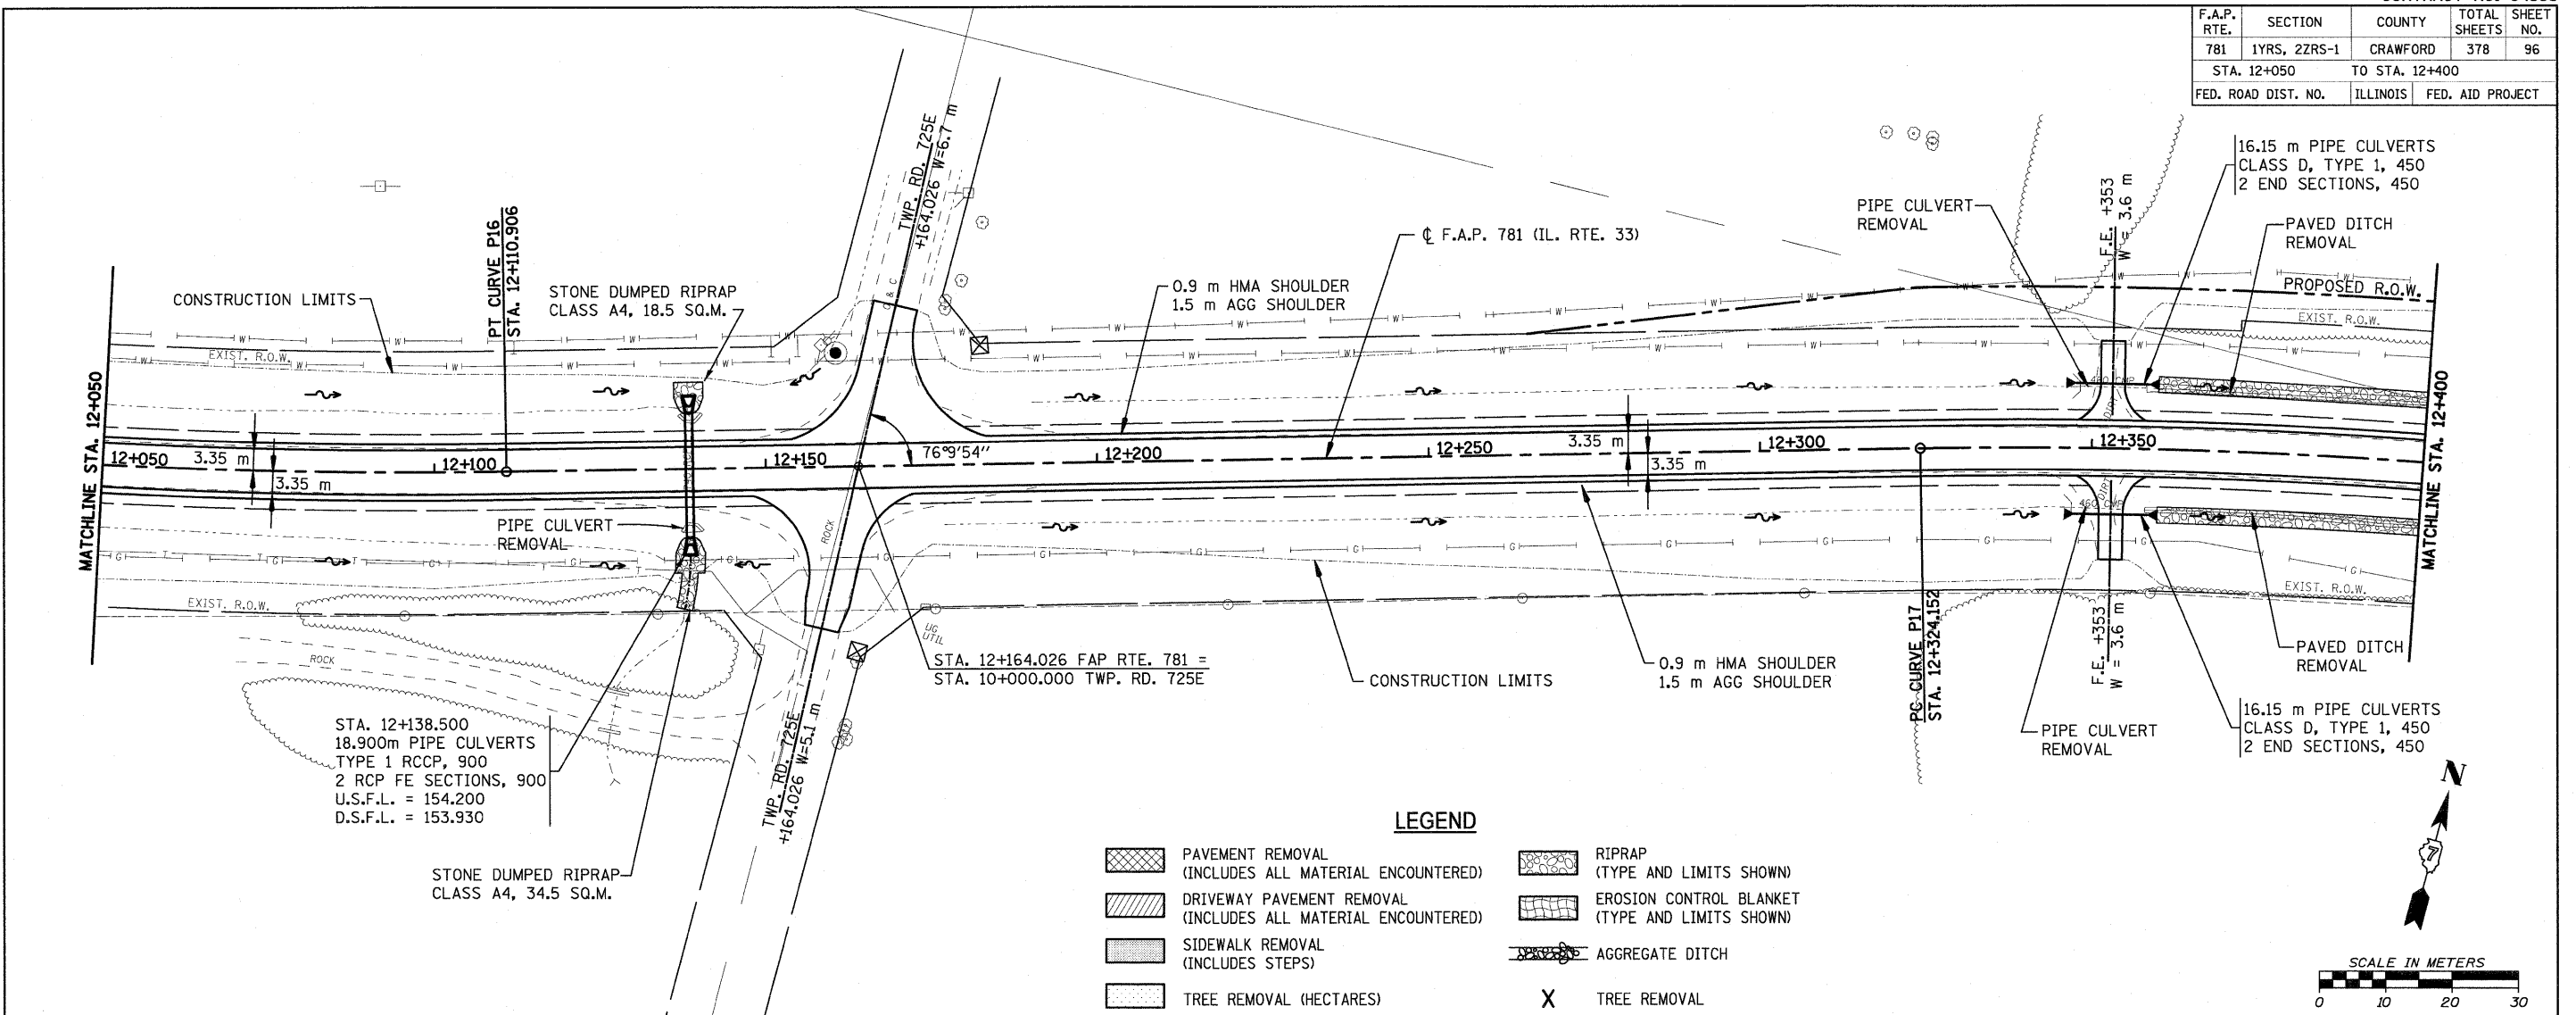 F.A.P. RTE. SECTION COUNTY TOTAL SHEETS SHEET NO.
781 1YRS, 2ZRS-1 CRAWFORD 378 96
STA. 12+050 TO STA. 12+400
FED. ROAD DIST. NO. ILLINOIS FED. AID PROJECT
16.15 m PIPE CULVERTS
CLASS D, TYPE 1, 450
2 END SECTIONS, 450
PIPE CULVERT
REMOVAL
F.E. +353
W = 3.6 m
PAVED DITCH
REMOVAL
TWP. RD. 725E
+164.026 W=6.7 m
℄ F.A.P. 781 (IL. RTE. 33)
PT CURVE P16
STA. 12+110.906
CONSTRUCTION LIMITS
STONE DUMPED RIPRAP
CLASS A4, 18.5 SQ.M.
0.9 m HMA SHOULDER
1.5 m AGG SHOULDER
PROPOSED R.O.W.
EXIST. R.O.W.
EXIST. R.O.W.
MATCHLINE STA. 12+050
MATCHLINE STA. 12+400
12+050
3.35 m
3.35 m
12+100
12+150
76°9'54"
12+200
12+250
3.35 m
3.35 m
12+300
12+350
DIRT
DIRT
460 CMP
PIPE CULVERT
REMOVAL
ROCK
EXIST. R.O.W.
EXIST. R.O.W.
ROCK
UG
UTIL
STA. 12+164.026 FAP RTE. 781 =
STA. 10+000.000 TWP. RD. 725E
CONSTRUCTION LIMITS
0.9 m HMA SHOULDER
1.5 m AGG SHOULDER
PC CURVE P17
STA. 12+324.152
F.E. +353
W = 3.6 m
PAVED DITCH
REMOVAL
PIPE CULVERT
REMOVAL
16.15 m PIPE CULVERTS
CLASS D, TYPE 1, 450
2 END SECTIONS, 450
STA. 12+138.500
18.900m PIPE CULVERTS
TYPE 1 RCCP, 900
2 RCP FE SECTIONS, 900
U.S.F.L. = 154.200
D.S.F.L. = 153.930
TWP. RD. 725E
+164.026 W=5.1 m
STONE DUMPED RIPRAP
CLASS A4, 34.5 SQ.M.
LEGEND
PAVEMENT REMOVAL
(INCLUDES ALL MATERIAL ENCOUNTERED)
DRIVEWAY PAVEMENT REMOVAL
(INCLUDES ALL MATERIAL ENCOUNTERED)
SIDEWALK REMOVAL
(INCLUDES STEPS)
TREE REMOVAL (HECTARES)
RIPRAP
(TYPE AND LIMITS SHOWN)
EROSION CONTROL BLANKET
(TYPE AND LIMITS SHOWN)
AGGREGATE DITCH
X TREE REMOVAL
N
7
SCALE IN METERS
0 10 20 30